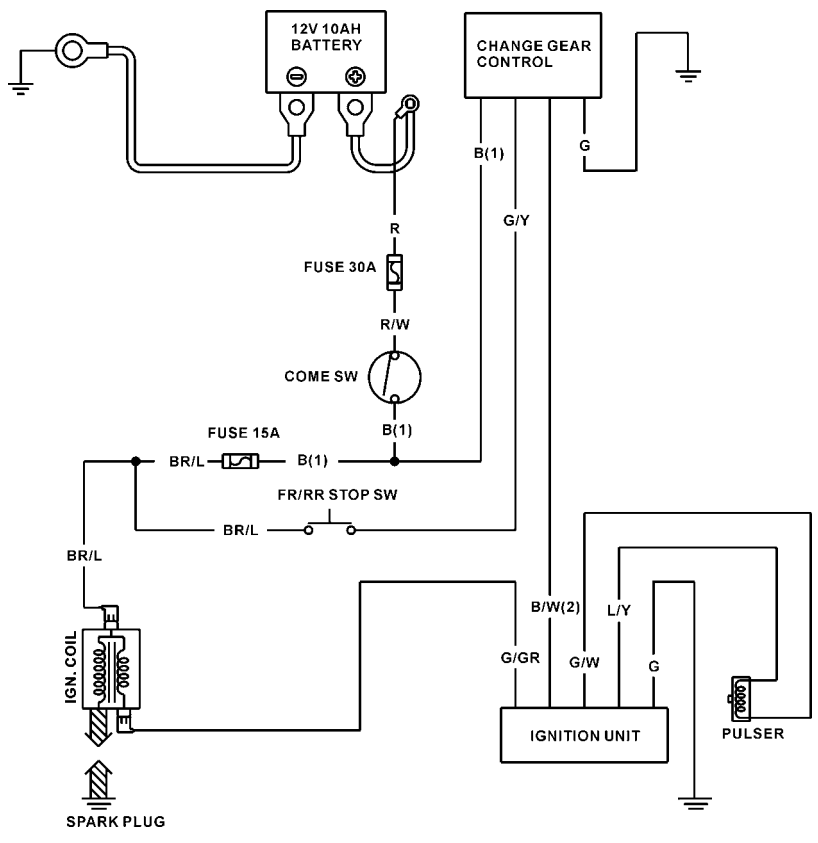 12V 10AH
BATTERY
CHANGE GEAR
CONTROL
B(1)
G
G/Y
R
FUSE 30A
R/W
COME SW
B(1)
FUSE 15A
BR/L
B(1)
FR/RR STOP SW
BR/L
BR/L
B/W(2)
L/Y
G/GR
G/W
G
IGN. COIL
IGNITION UNIT
PULSER
SPARK PLUG